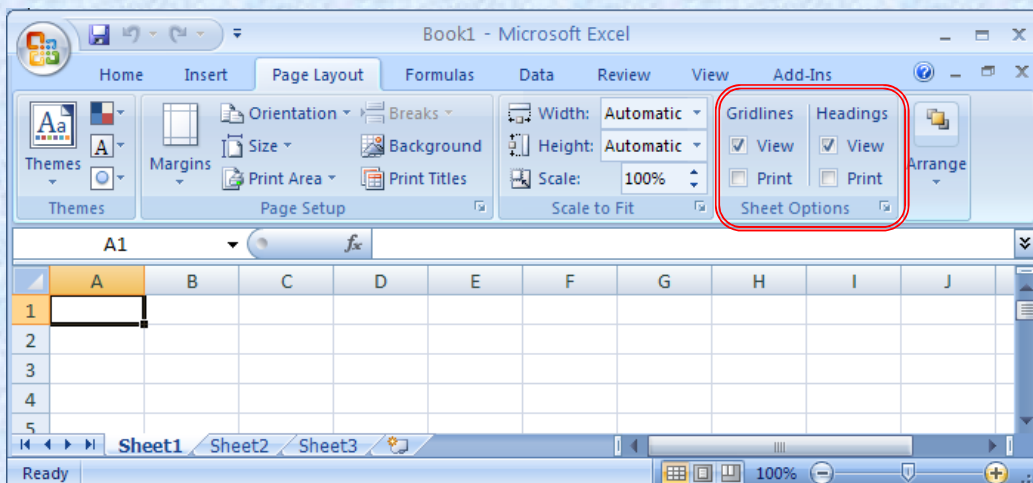 Book1 - Microsoft Excel
Home Insert Page Layout Formulas Data Review View Add-Ins
Aa Orientation Breaks Width: Automatic Gridlines Headings
A Size Background Height: Automatic View View
Themes Margins Print Area Print Titles Scale: 100% Print Print Arrange
Themes Page Setup Scale to Fit Sheet Options
A1 fx
A B C D E F G H I J
1
2
3
4
5
Sheet1 Sheet2 Sheet3
Ready 100%